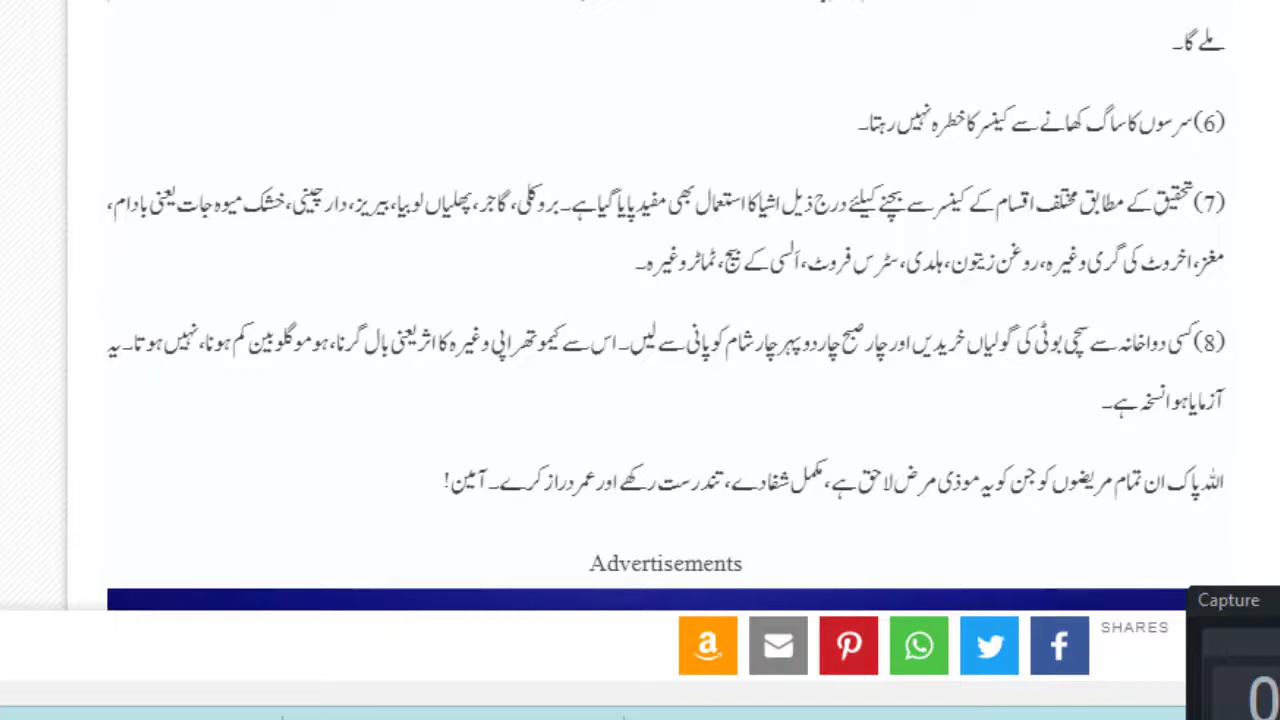 ملے گا۔
(6) سرسوں کا ساگ کھانے سے کینسر کا خطرہ نہیں رہتا۔
(7) تحقیق کے مطابق مختلف اقسام کے کینسر سے بچنے کیلئے درج ذیل اشیا کا استعمال بھی مفید پایا گیا ہے۔ بروکلی، گاجر، پھلیاں لوبیا، بیریز، دار چینی، خشک میوہ جات یعنی بادام،
مغز، اخروٹ کی گری وغیرہ، روغن زیتون، ہلدی، سٹرس فروٹ، اَلسی کے بیج، ٹماٹر وغیرہ۔
(8) کسی دواخانہ سے سچی بوٹی کی گولیاں خریدیں اور چار صبح چار دوپہر چار شام کو پانی سے لیں۔ اس سے کیموتھراپی وغیرہ کا اثر یعنی بال گرنا، ہوموگلوبین کم ہونا، نہیں ہوتا۔ یہ
آزمایا ہوا نسخہ ہے۔
اللہ پاک ان تمام مریضوں کو جن کو یہ موذی مرض لاحق ہے، مکمل شفا دے، تندرست رکھے اور عمر دراز کرے۔ آمین!
Advertisements
Capture
SHARES
0